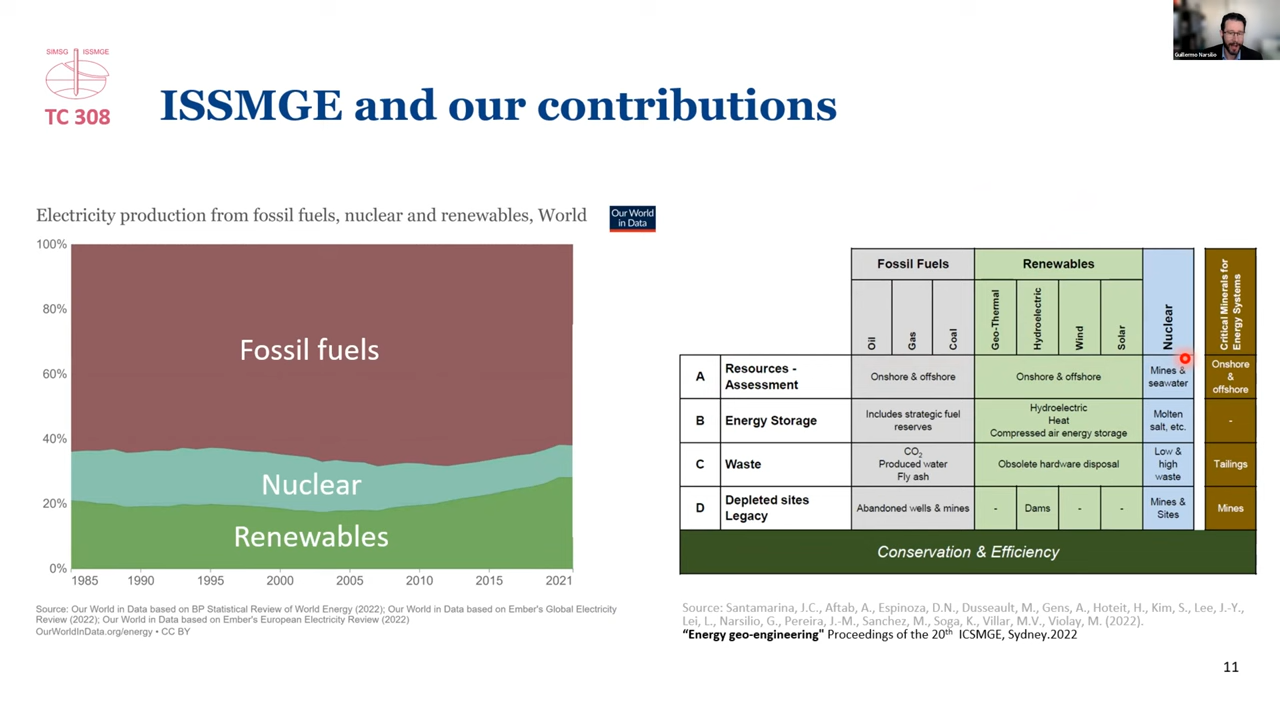 SIMSG ISSMGE
TC 308
ISSMGE and our contributions
Guillermo Narsilio
Electricity production from fossil fuels, nuclear and renewables, World
Our World
in Data
100%
80%
60%
40%
20%
0%
Fossil fuels
Nuclear
Renewables
1985 1990 1995 2000 2005 2010 2015 2021
Source: Our World in Data based on BP Statistical Review of World Energy (2022); Our World in Data based on Ember's Global Electricity
Review (2022); Our World in Data based on Ember's European Electricity Review (2022)
OurWorldInData.org/energy • CC BY
Fossil Fuels Renewables Nuclear Critical Minerals for
Energy Systems
Oil Gas Coal Geo-Thermal Hydroelectric Wind Solar
A Resources -
Assessment
Onshore & offshore
Onshore & offshore
Mines &
seawater
Onshore
&
offshore
B Energy Storage
Includes strategic fuel
reserves
Hydroelectric
Heat
Compressed air energy storage
Molten
salt, etc.
-
C Waste
CO2
Produced water
Fly ash
Obsolete hardware disposal
Low &
high
waste
Tailings
D Depleted sites
Legacy
Abandoned wells & mines
- Dams - -
Mines &
Sites
Mines
Conservation & Efficiency
Source: Santamarina, J.C., Aftab, A., Espinoza, D.N., Dusseault, M., Gens, A., Hoteit, H., Kim, S., Lee, J.-Y.,
Lei, L., Narsilio, G., Pereira, J.-M., Sanchez, M., Soga, K., Villar, M.V., Violay, M. (2022).
“Energy geo-engineering" Proceedings of the 20th ICSMGE, Sydney.2022
11